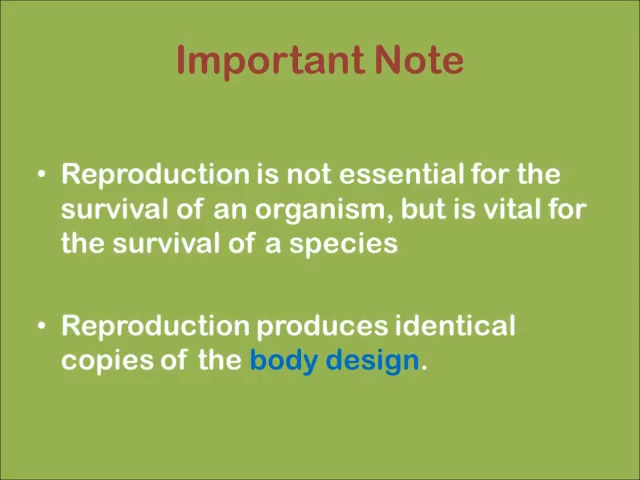 Important Note
• Reproduction is not essential for the
survival of an organism, but is vital for
the survival of a species
• Reproduction produces identical
copies of the body design.